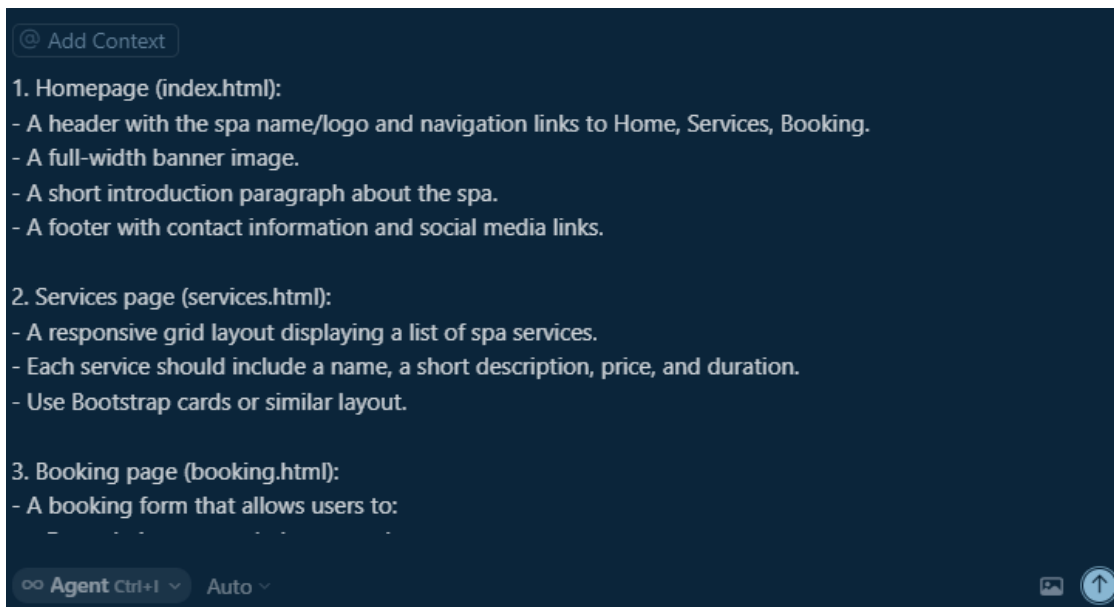 @ Add Context
1. Homepage (index.html):
- A header with the spa name/logo and navigation links to Home, Services, Booking.
- A full-width banner image.
- A short introduction paragraph about the spa.
- A footer with contact information and social media links.
2. Services page (services.html):
- A responsive grid layout displaying a list of spa services.
- Each service should include a name, a short description, price, and duration.
- Use Bootstrap cards or similar layout.
3. Booking page (booking.html):
- A booking form that allows users to:
∞ Agent Ctrl+I Auto